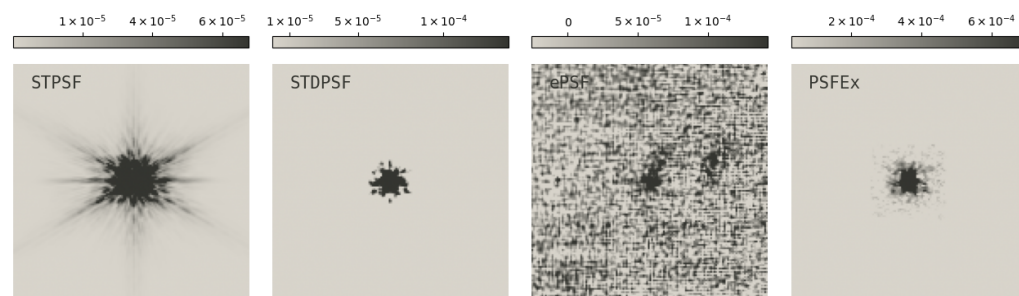 1 × 10⁻⁵ 4 × 10⁻⁵ 6 × 10⁻⁵
1 × 10⁻⁵ 5 × 10⁻⁵ 1 × 10⁻⁴
0 5 × 10⁻⁵ 1 × 10⁻⁴
2 × 10⁻⁴ 4 × 10⁻⁴ 6 × 10⁻⁴
STPSF
STDPSF
ePSF
PSFEx